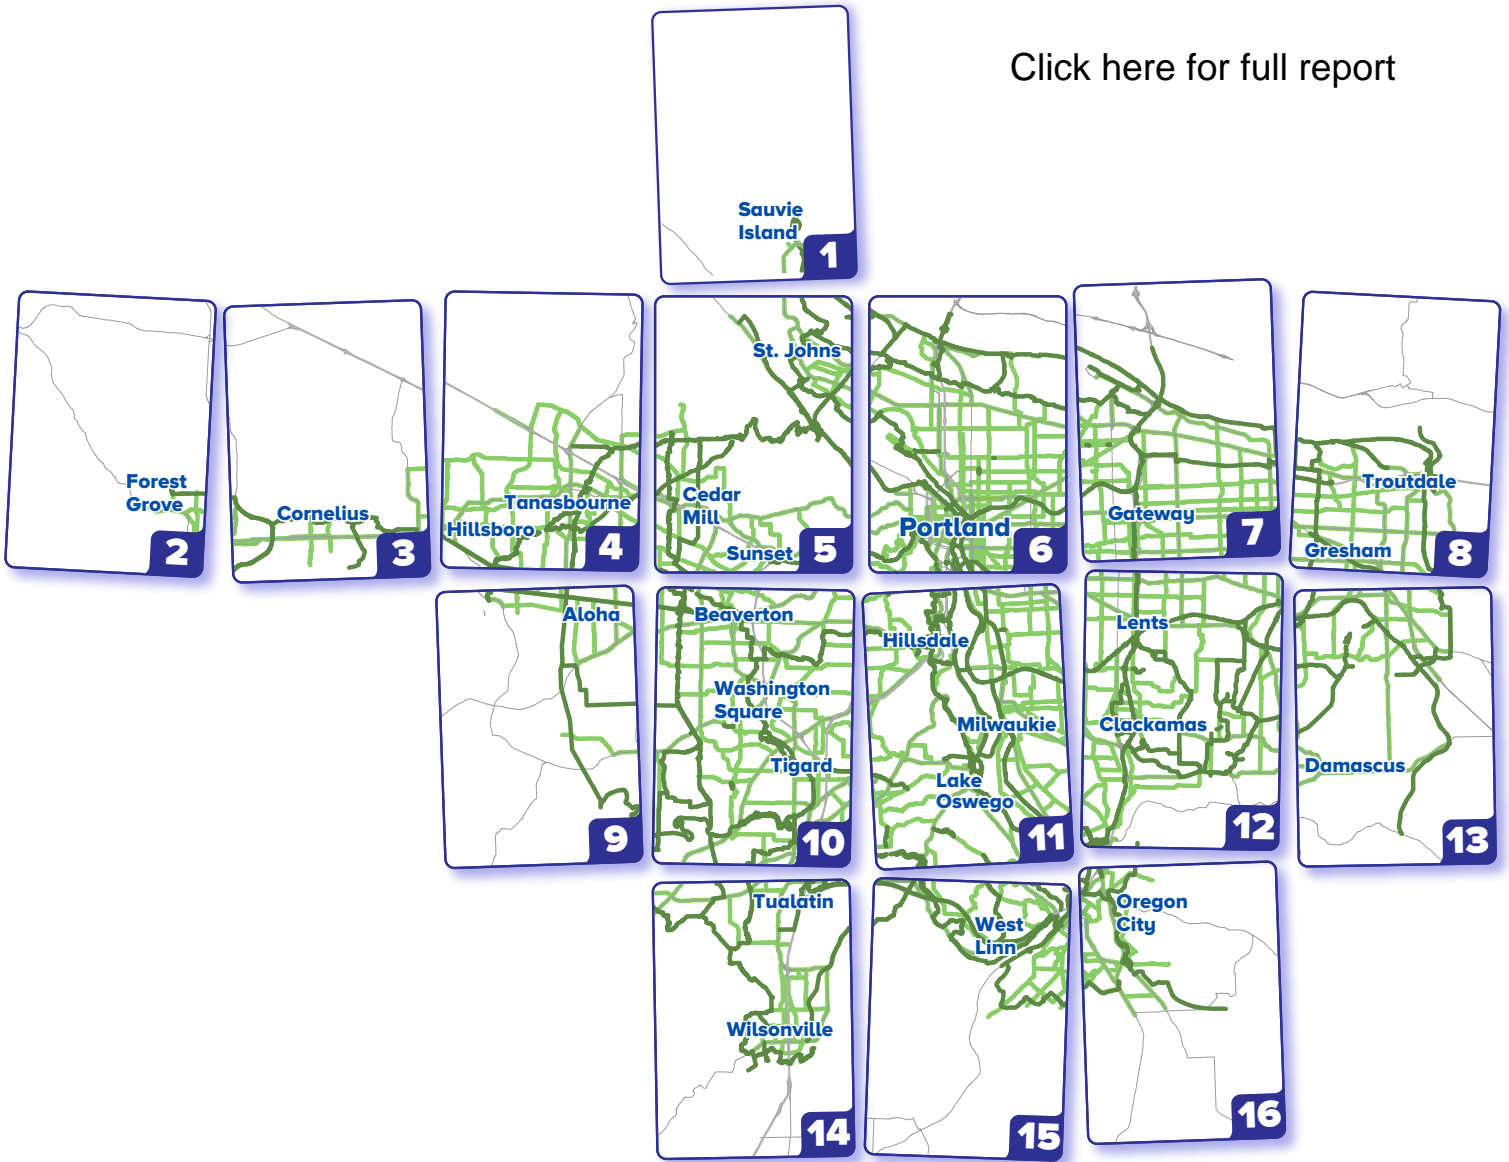 Click here for full report
Sauvie
Island
1
Forest
Grove
2
Cornelius
3
Tanasbourne
Hillsboro
4
St. Johns
Cedar
Mill
Sunset
5
Portland
6
Gateway
7
Troutdale
Gresham
8
Aloha
9
Beaverton
Washington
Square
Tigard
10
Hillsdale
Milwaukie
Lake
Oswego
11
Lents
Clackamas
12
Damascus
13
Tualatin
Wilsonville
14
West
Linn
15
Oregon
City
16